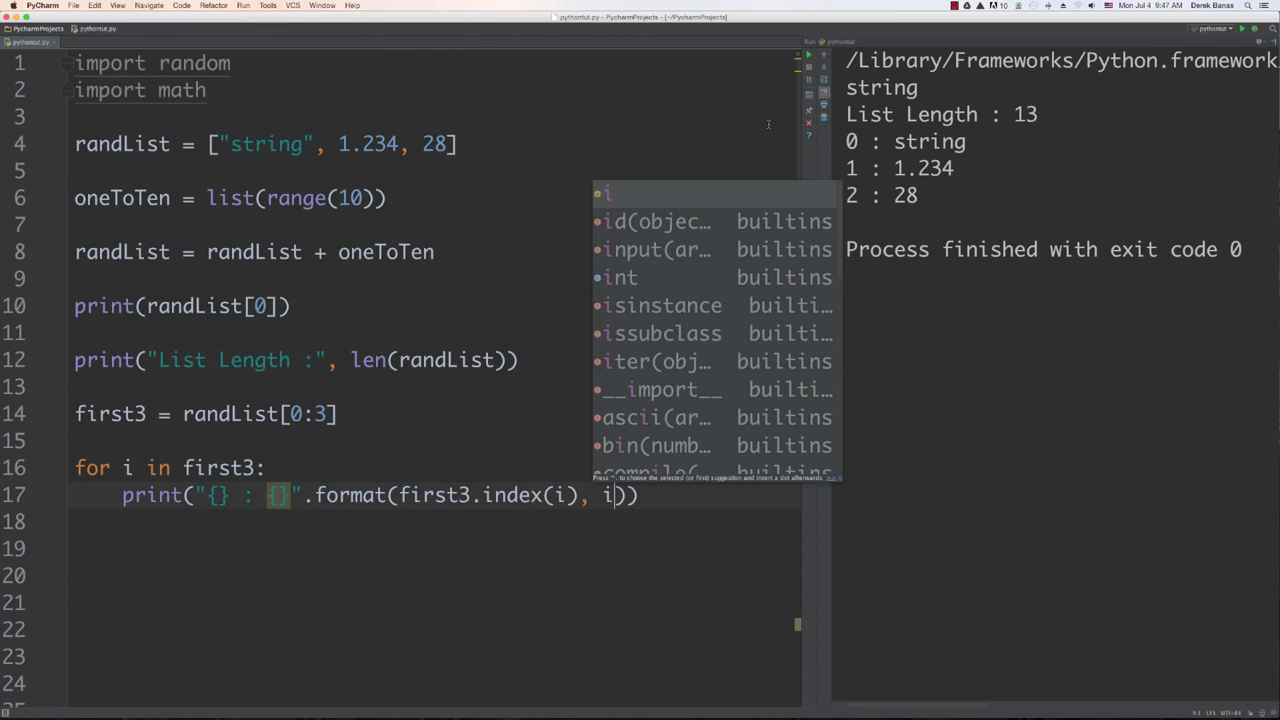 PyCharm File Edit View Navigate Code Refactor Run Tools VCS Window Help
10 Mon Jul 4 9:47 AM Derek Banas
pythontut.py - PycharmProjects - [~/PycharmProjects]
PycharmProjects pythontut.py pythontut
pythontut.py
Run pythontut
1 import random
2 import math
3
4 randList = ["string", 1.234, 28]
5
6 oneToTen = list(range(10))
7
8 randList = randList + oneToTen
9
10 print(randList[0])
11
12 print("List Length :", len(randList))
13
14 first3 = randList[0:3]
15
16 for i in first3:
17 print("{} : {}".format(first3.index(i), i))
18
19
20
21
22
23
24
i
id(objec… builtins
input(ar… builtins
int builtins
isinstance builti…
issubclass builti…
iter(obj… builtins
__import__ builti…
ascii(ar… builtins
bin(numb… builtins
compile(
Press ^. to choose the selected (or first) suggestion and insert a dot afterwards >>
/Library/Frameworks/Python.framework
string
List Length : 13
0 : string
1 : 1.234
2 : 28
Process finished with exit code 0
9:1 LF÷ UTF-8÷